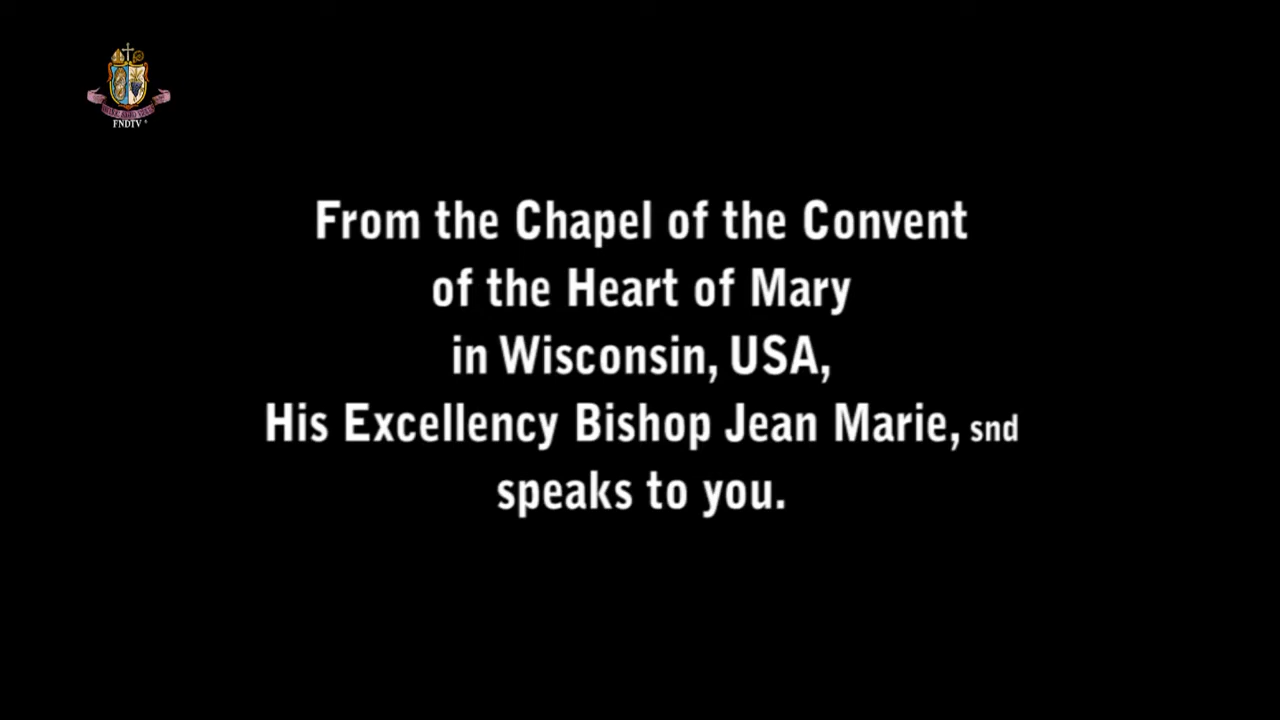 FNDTV
From the Chapel of the Convent
of the Heart of Mary
in Wisconsin, USA,
His Excellency Bishop Jean Marie, snd
speaks to you.